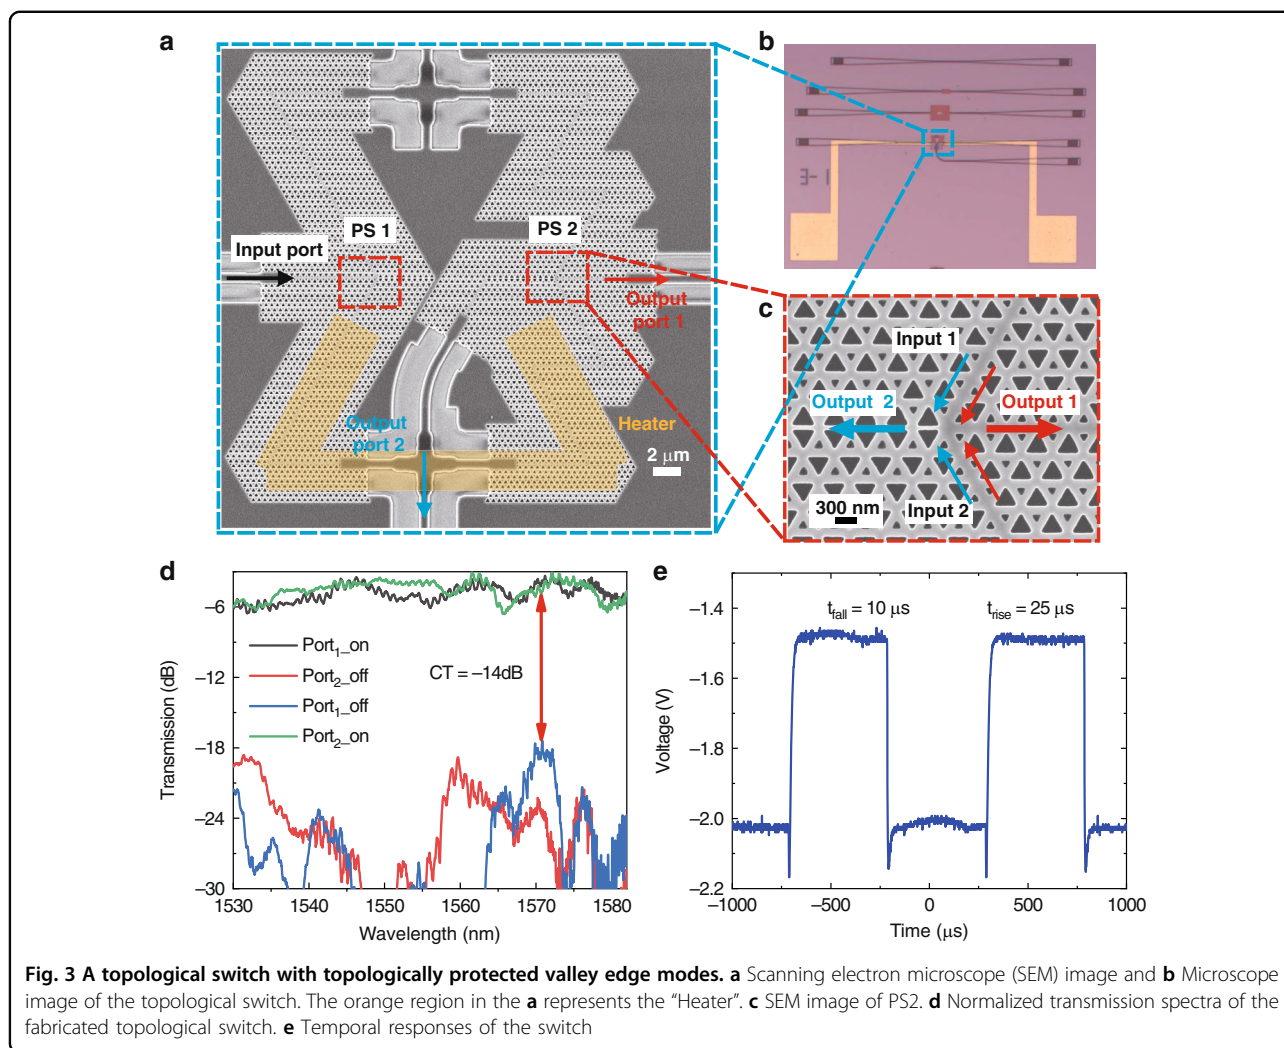 a
b
PS 1
PS 2
Input port
Output
port 1
Output
port 2
Heater
2 μm
c
Input 1
Output 2
Output 1
Input 2
300 nm
d
−6
−12
−18
−24
−30
Transmission (dB)
Port1_on
Port2_off
Port1_off
Port2_on
CT = −14dB
1530 1540 1550 1560 1570 1580
Wavelength (nm)
e
tfall = 10 μs
trise = 25 μs
−1.4
−1.6
−1.8
−2.0
−2.2
Voltage (V)
−1000 −500 0 500 1000
Time (μs)
Fig. 3 A topological switch with topologically protected valley edge modes. a Scanning electron microscope (SEM) image and b Microscope
image of the topological switch. The orange region in the a represents the “Heater”. c SEM image of PS2. d Normalized transmission spectra of the
fabricated topological switch. e Temporal responses of the switch